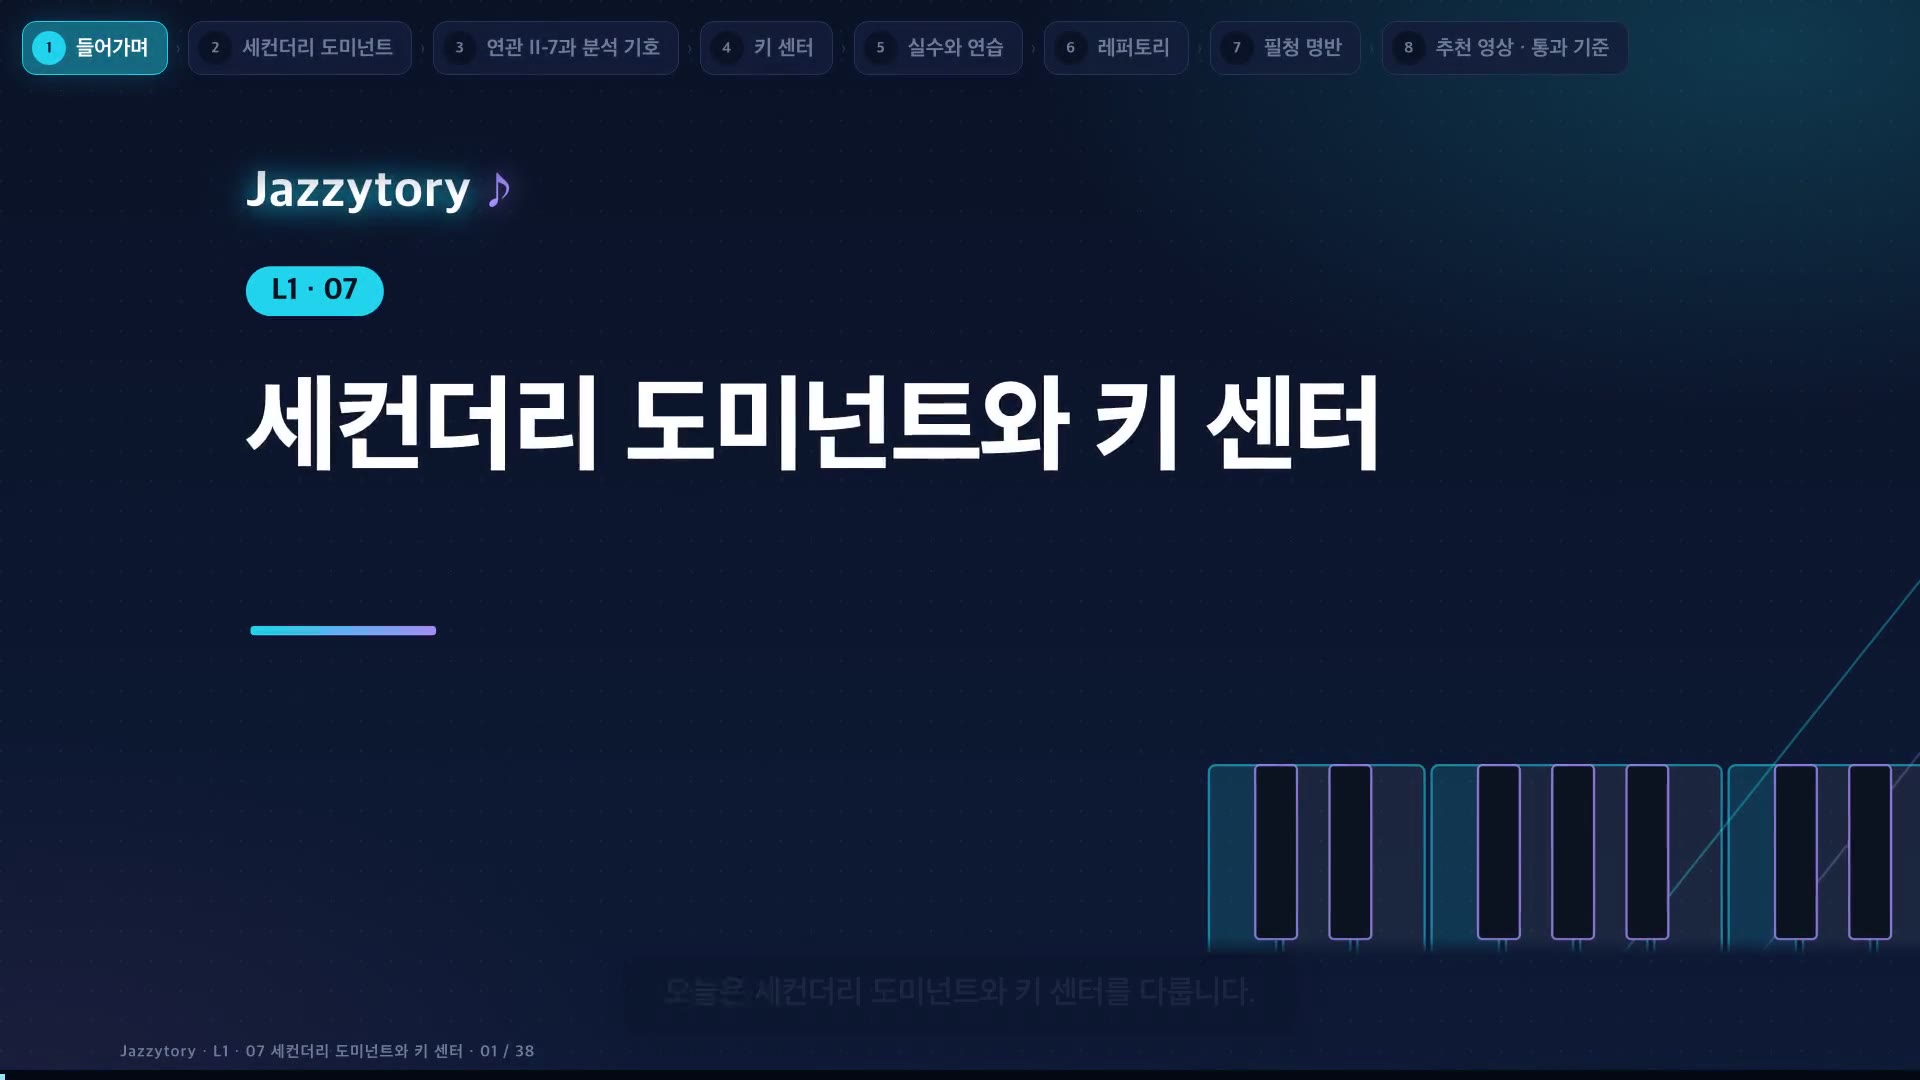 1 들어가며 › 2 세컨더리 도미넌트 › 3 연관 II-7과 분석 기호 › 4 키 센터 › 5 실수와 연습 › 6 레퍼토리 › 7 필청 명반 › 8 추천 영상 · 통과 기준
Jazzytory ♪
L1 · 07
세컨더리 도미넌트와 키 센터
오늘은 세컨더리 도미넌트와 키 센터를 다룹니다.
Jazzytory · L1 · 07 세컨더리 도미넌트와 키 센터 · 01 / 38